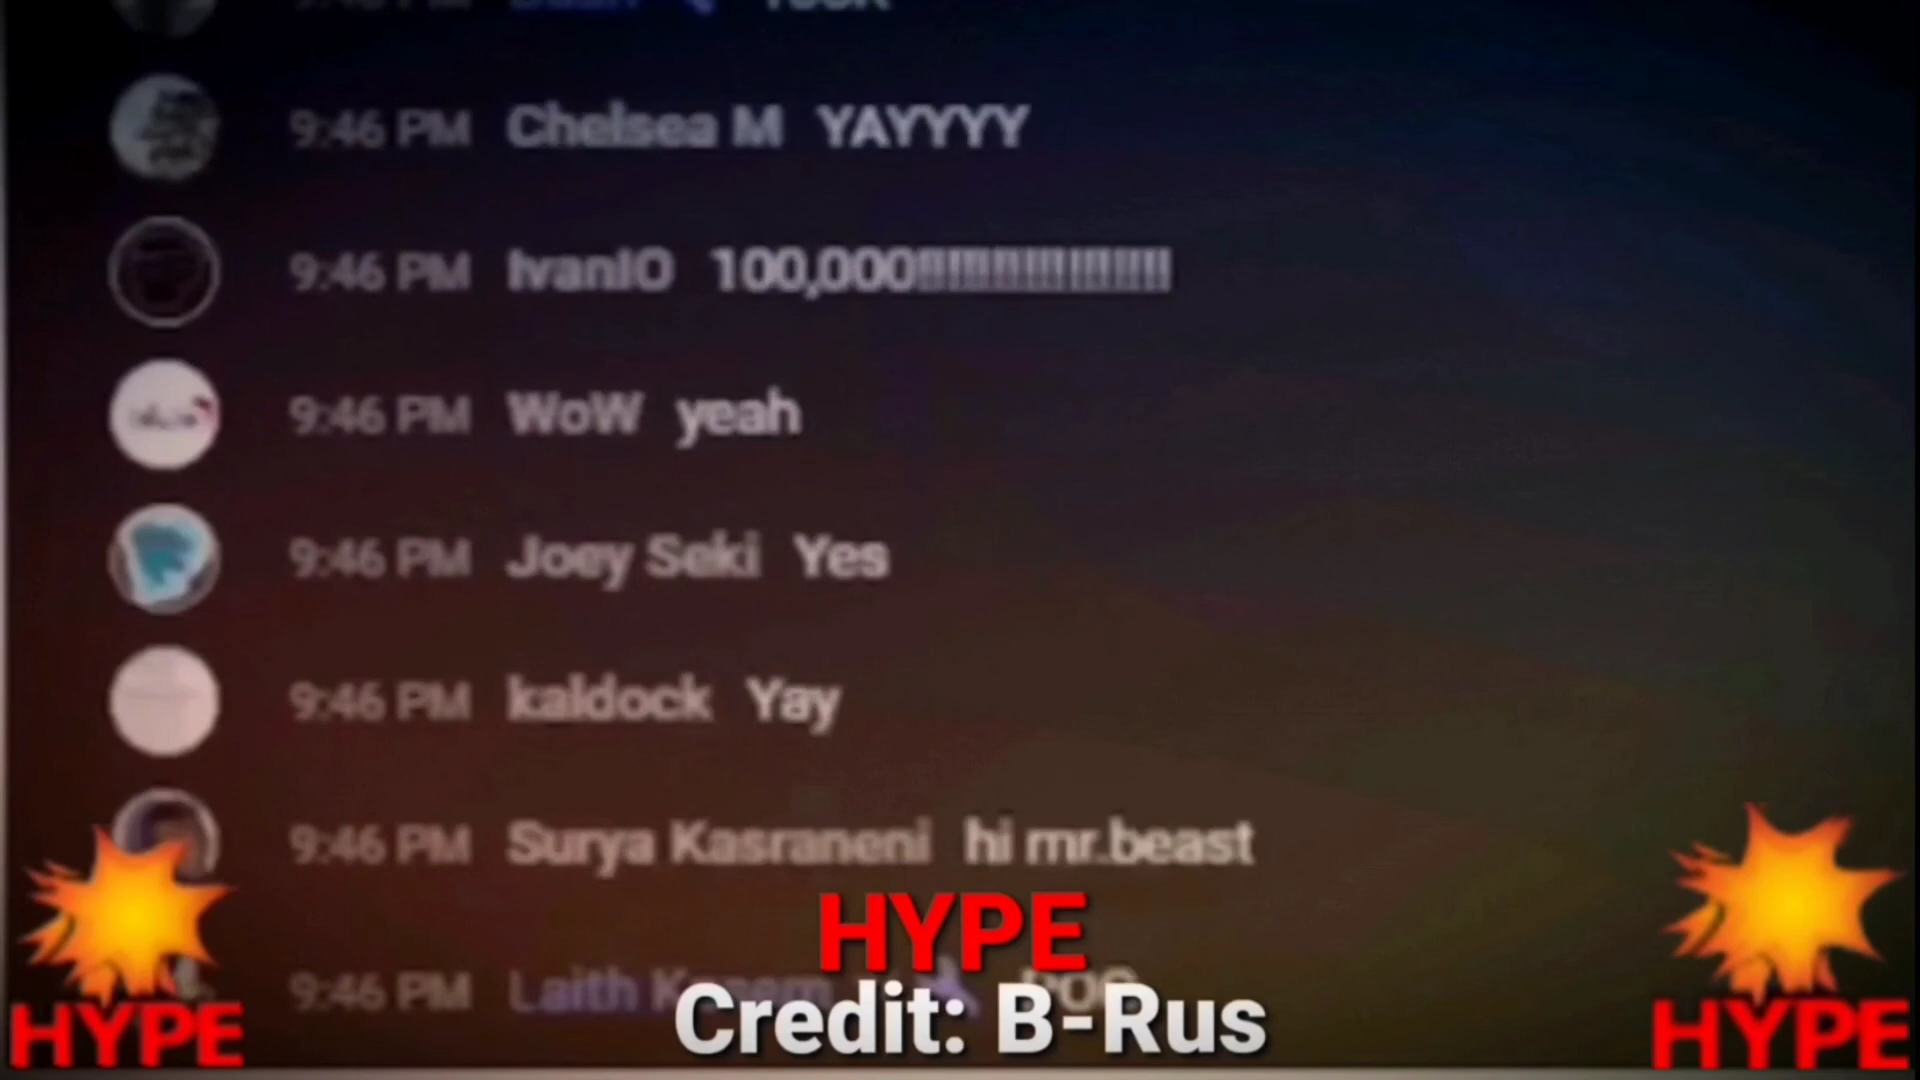 9:46 PM Chelsea M YAYYYY
9:46 PM IvanIO 100,000!!!!!!!!!!!!!!!!!!!!!!
9:46 PM WoW yeah
9:46 PM Joey Seki Yes
9:46 PM kaldock Yay
9:46 PM Surya Kasraneni hi mr.beast
HYPE
9:46 PM Laith
Credit: B-Rus
HYPE
HYPE